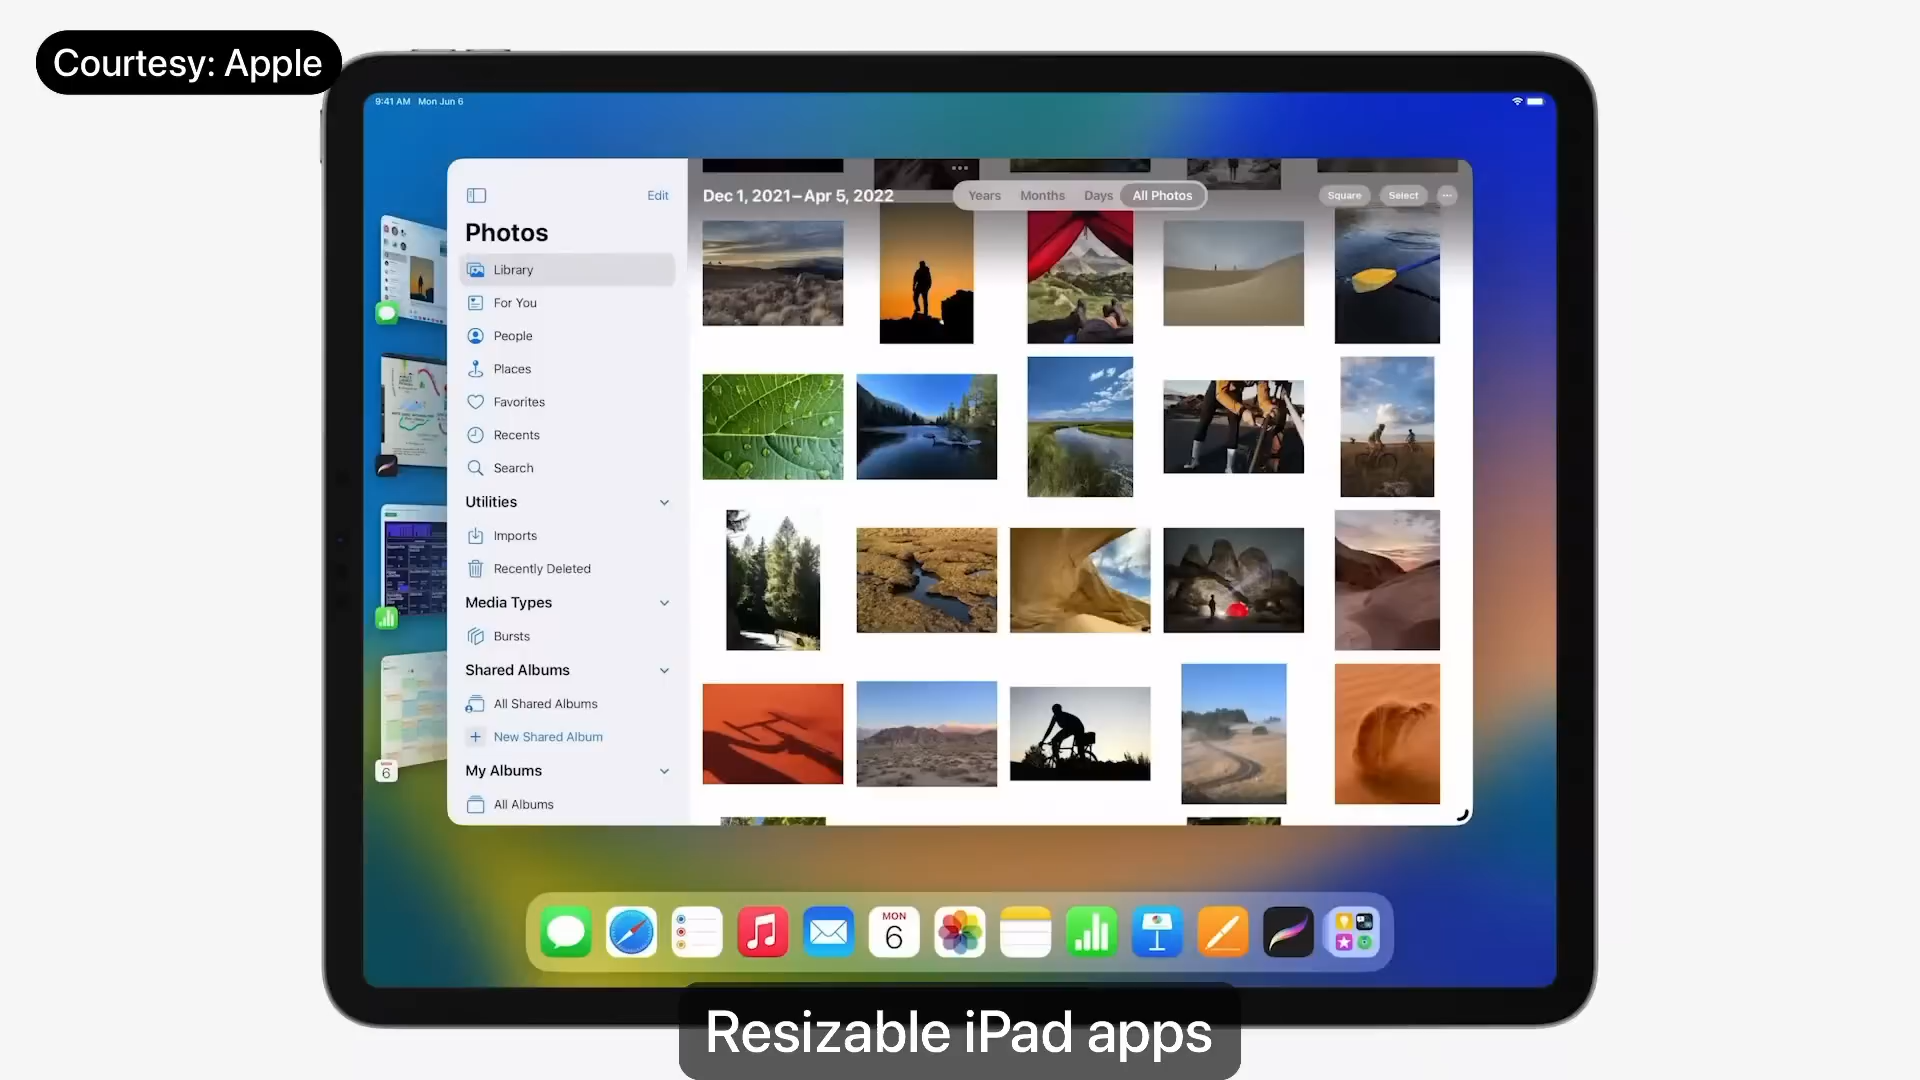 Courtesy: Apple
9:41 AM Mon Jun 6
Edit
Photos
Library
For You
People
Places
Favorites
Recents
Search
Utilities
Imports
Recently Deleted
Media Types
Bursts
Shared Albums
All Shared Albums
New Shared Album
My Albums
All Albums
Dec 1, 2021–Apr 5, 2022
Years Months Days All Photos
Square Select
6
MON
6
Resizable iPad apps